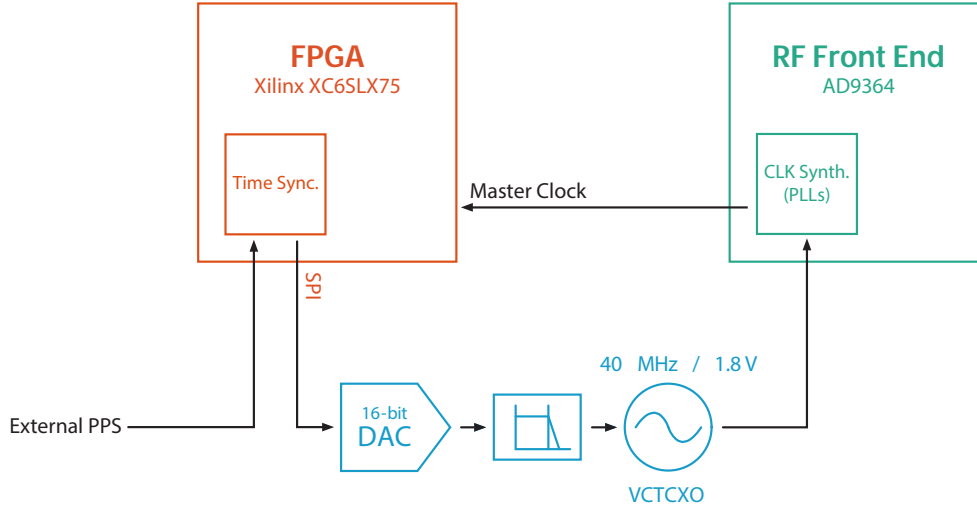 FPGA
Xilinx XC6SLX75
RF Front End
AD9364
Time Sync.
CLK Synth.
(PLLs)
Master Clock
SPI
40 MHz / 1.8 V
External PPS
16-bit
DAC
VCTCXO